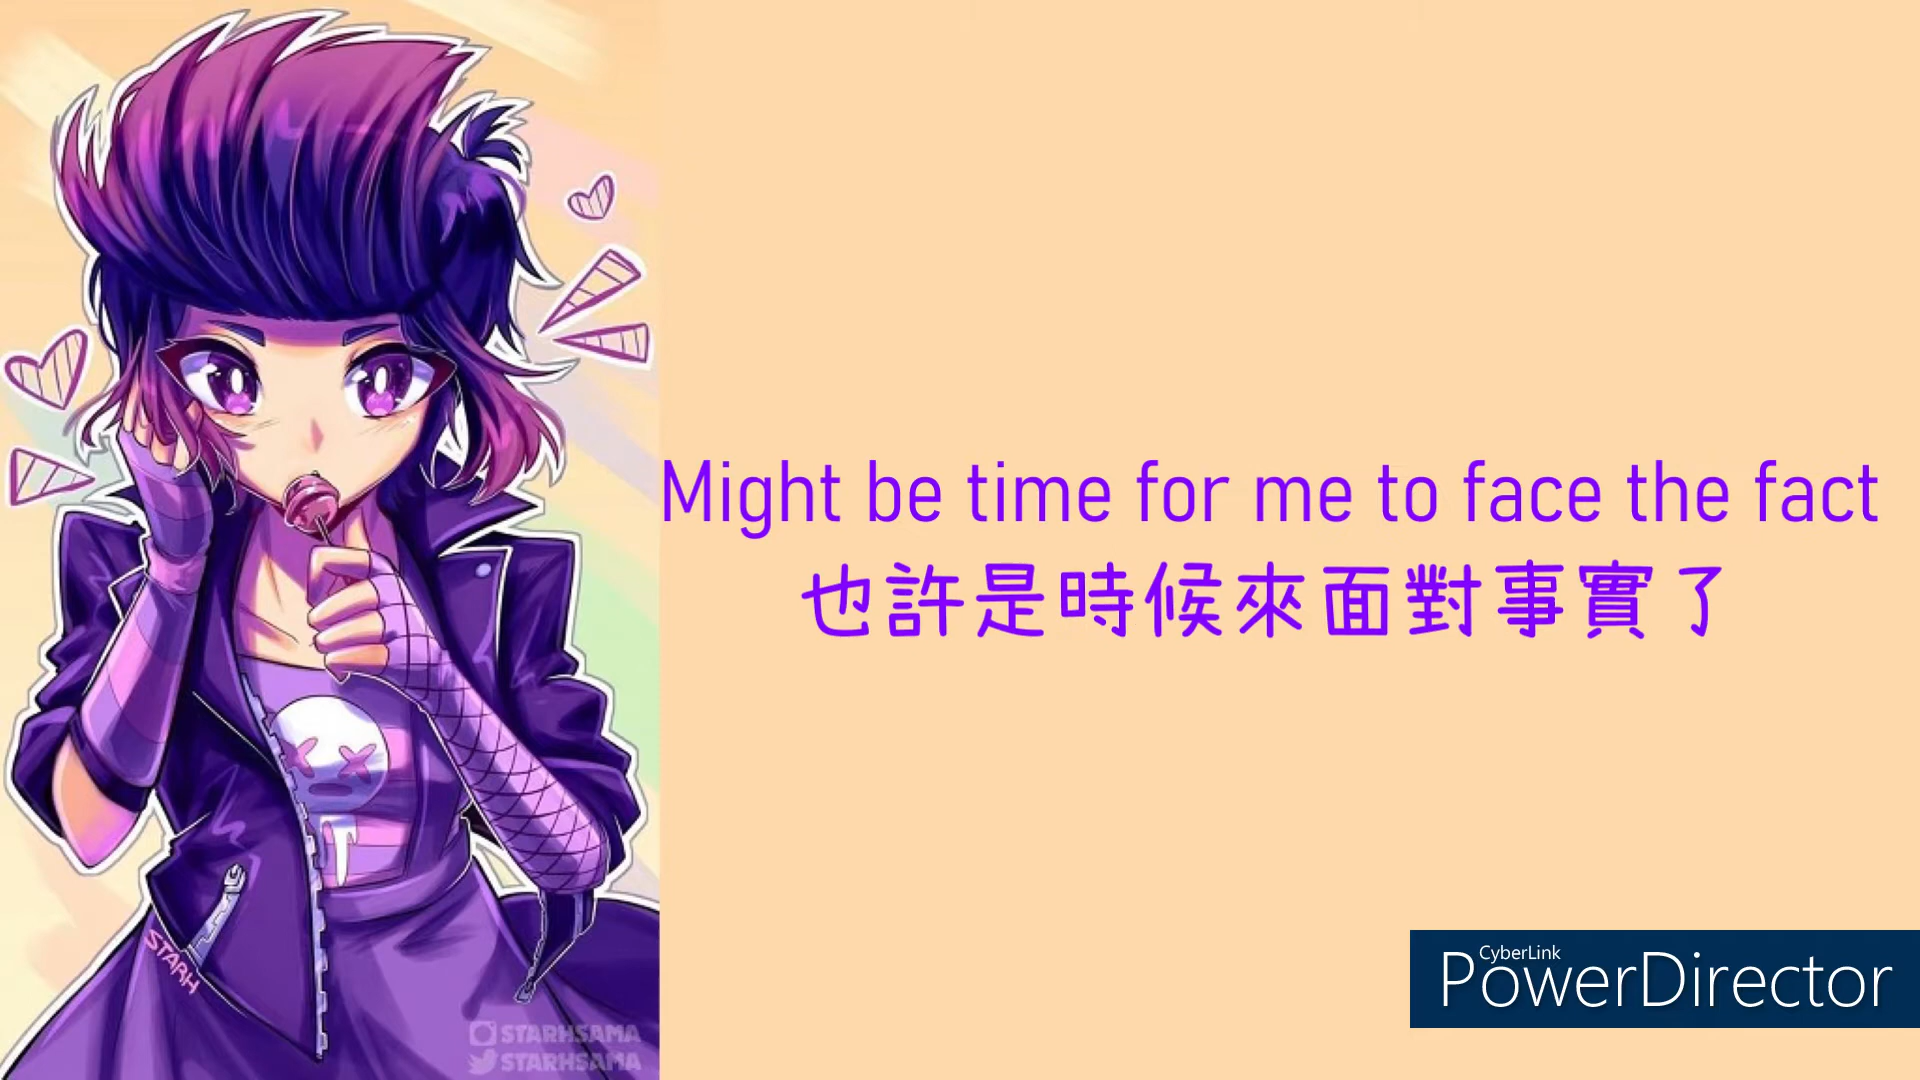 Might be time for me to face the fact
也許是時候來面對事實了
STARH
STARHSAMA
STARHSAMA
CyberLink
PowerDirector